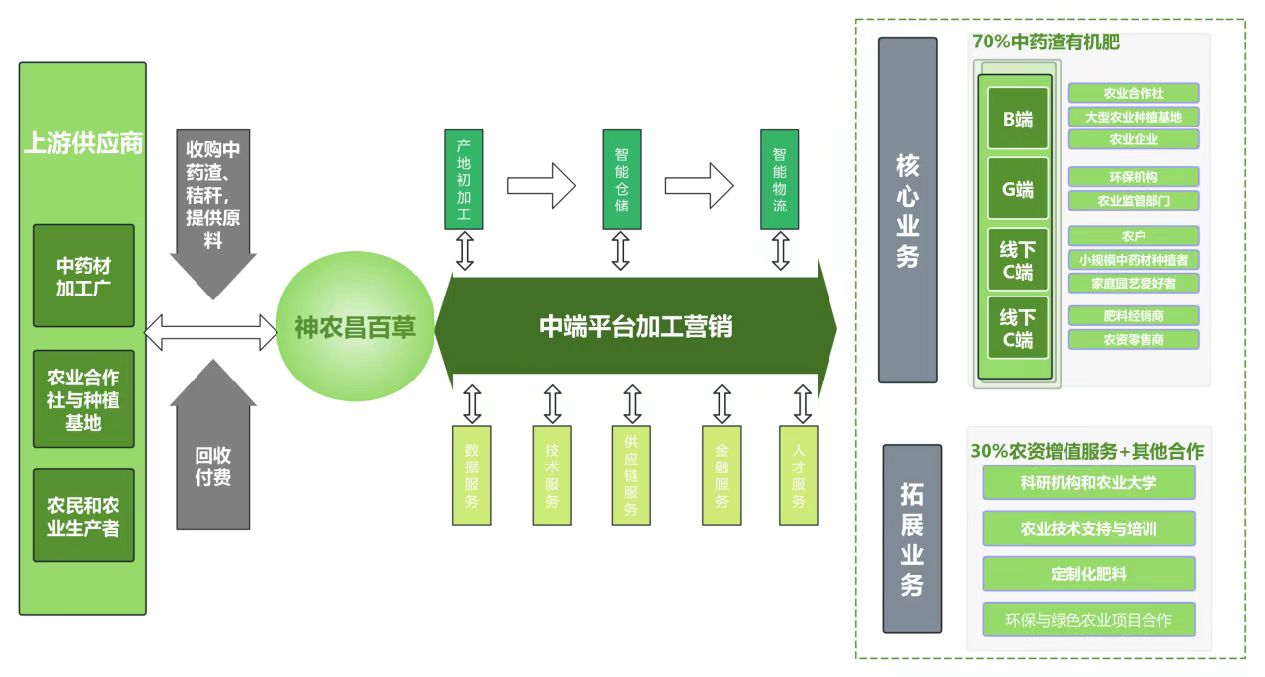 上游供应商
中药材
加工广
农业合作
社与种植
基地
农民和农
业生产者
收购中
药渣、
秸秆，
提供原
料
回收
付费
神农昌百草
产地初加工
智能仓储
智能物流
中端平台加工营销
数据服务
技术服务
供应链服务
金融服务
人才服务
核心业务
70%中药渣有机肥
B端
农业合作社
大型农业种植基地
农业企业
G端
环保机构
农业监管部门
线下
C端
农户
小规模中药材种植者
家庭园艺爱好者
线下
C端
肥料经销商
农资零售商
拓展业务
30%农资增值服务+其他合作
科研机构和农业大学
农业技术支持与培训
定制化肥料
环保与绿色农业项目合作